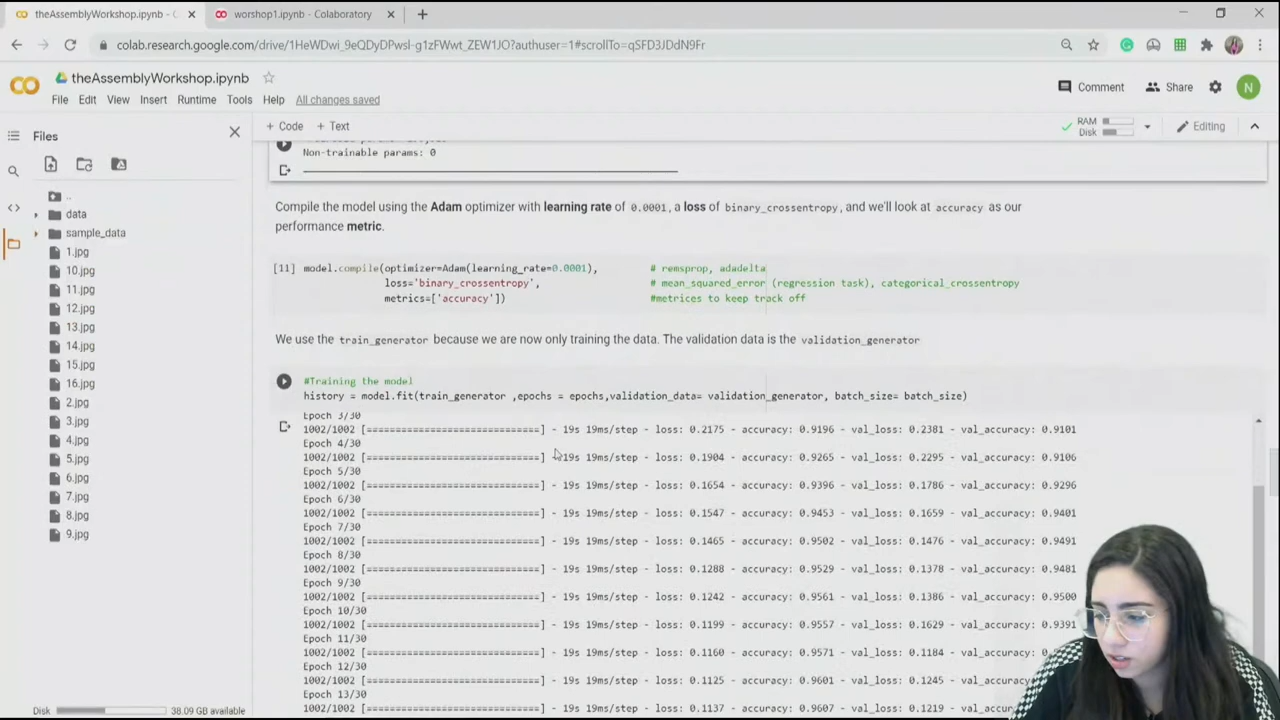 theAssemblyWorkshop.ipynb - C
worshop1.ipynb - Colaboratory
colab.research.google.com/drive/1HeWDwi_9eQDyDPwsI-g1zFWwt_ZEW1JO?authuser=1#scrollTo=qSFD3JDdN9Fr
theAssemblyWorkshop.ipynb
Comment
Share
N
File Edit View Insert Runtime Tools Help All changes saved
Files
+ Code + Text
RAM
Disk
Editing
..
data
sample_data
1.jpg
10.jpg
11.jpg
12.jpg
13.jpg
14.jpg
15.jpg
16.jpg
2.jpg
3.jpg
4.jpg
5.jpg
6.jpg
7.jpg
8.jpg
9.jpg
Disk 38.09 GB available
Non-trainable params: 0
Compile the model using the Adam optimizer with learning rate of 0.0001, a loss of binary_crossentropy, and we'll look at accuracy as our
performance metric.
[11] model.compile(optimizer=Adam(learning_rate=0.0001), # remsprop, adadelta
loss='binary_crossentropy', # mean_squared_error (regression task), categorical_crossentropy
metrics=['accuracy']) #metrices to keep track off
We use the train_generator because we are now only training the data. The validation data is the validation_generator
#Training the model
history = model.fit(train_generator ,epochs = epochs,validation_data= validation_generator, batch_size= batch_size)
Epoch 3/30
1002/1002 [==============================] - 19s 19ms/step - loss: 0.2175 - accuracy: 0.9196 - val_loss: 0.2381 - val_accuracy: 0.9101
Epoch 4/30
1002/1002 [==============================] - 19s 19ms/step - loss: 0.1904 - accuracy: 0.9265 - val_loss: 0.2295 - val_accuracy: 0.9106
Epoch 5/30
1002/1002 [==============================] - 19s 19ms/step - loss: 0.1654 - accuracy: 0.9396 - val_loss: 0.1786 - val_accuracy: 0.9296
Epoch 6/30
1002/1002 [==============================] - 19s 19ms/step - loss: 0.1547 - accuracy: 0.9453 - val_loss: 0.1659 - val_accuracy: 0.9401
Epoch 7/30
1002/1002 [==============================] - 19s 19ms/step - loss: 0.1465 - accuracy: 0.9502 - val_loss: 0.1476 - val_accuracy: 0.9491
Epoch 8/30
1002/1002 [==============================] - 19s 19ms/step - loss: 0.1288 - accuracy: 0.9529 - val_loss: 0.1378 - val_accuracy: 0.9481
Epoch 9/30
1002/1002 [==============================] - 19s 19ms/step - loss: 0.1242 - accuracy: 0.9561 - val_loss: 0.1386 - val_accuracy: 0.9500
Epoch 10/30
1002/1002 [==============================] - 19s 19ms/step - loss: 0.1199 - accuracy: 0.9557 - val_loss: 0.1629 - val_accuracy: 0.9391
Epoch 11/30
1002/1002 [==============================] - 19s 19ms/step - loss: 0.1160 - accuracy: 0.9571 - val_loss: 0.1184 - val_accuracy: 0.9
Epoch 12/30
1002/1002 [==============================] - 19s 19ms/step - loss: 0.1125 - accuracy: 0.9601 - val_loss: 0.1245 - val_accuracy:
Epoch 13/30
1002/1002 [==============================] - 19s 19ms/step - loss: 0.1137 - accuracy: 0.9607 - val_loss: 0.1219 - val_accuracy: